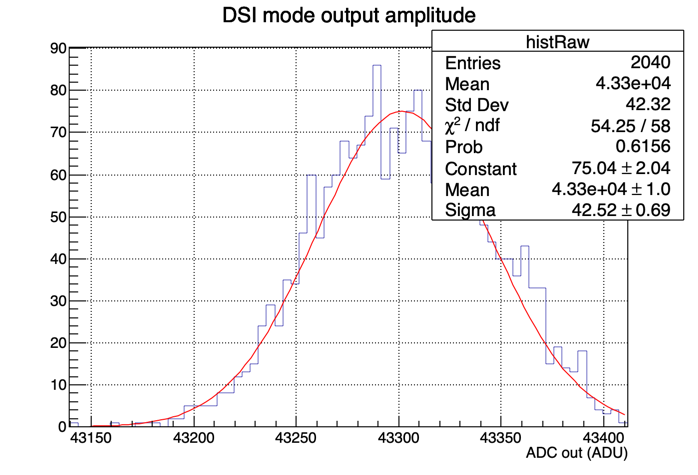 DSI mode output amplitude
histRaw
Entries 2040
Mean 4.33e+04
Std Dev 42.32
χ² / ndf 54.25 / 58
Prob 0.6156
Constant 75.04 ± 2.04
Mean 4.33e+04 ± 1.0
Sigma 42.52 ± 0.69
90
80
70
60
50
40
30
20
10
0
43150 43200 43250 43300 43350 43400
ADC out (ADU)